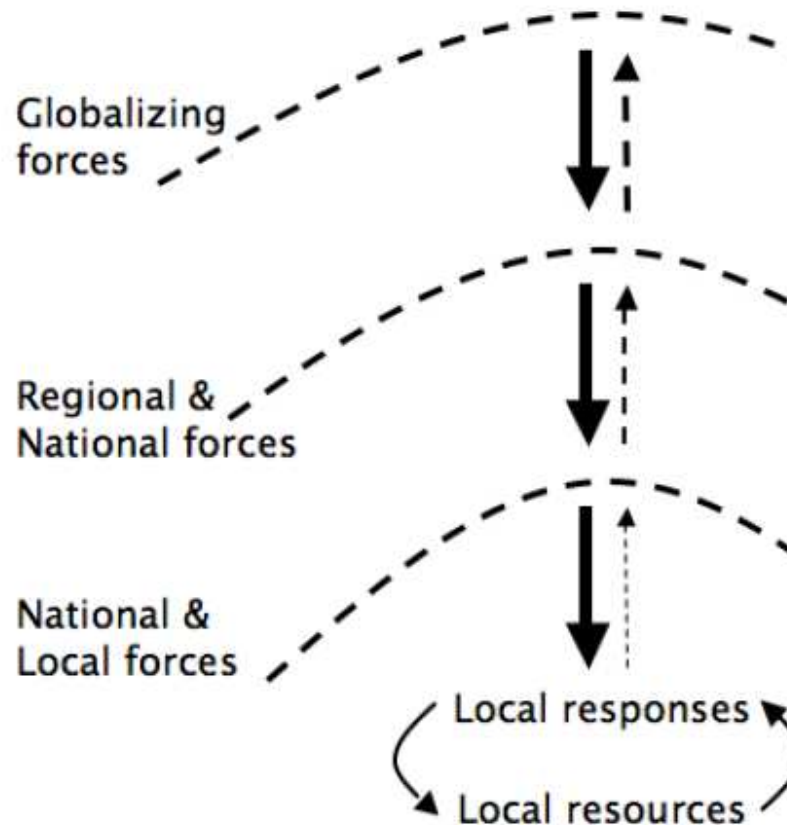 Globalizing
forces
Regional &
National forces
National &
Local forces
Local responses
Local resources